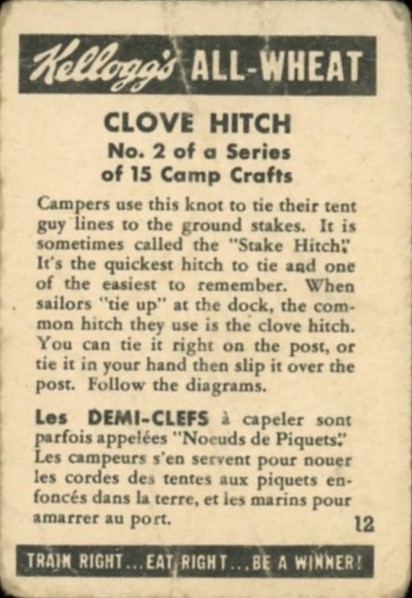 Kellogg's ALL-WHEAT
CLOVE HITCH
No. 2 of a Series
of 15 Camp Crafts
Campers use this knot to tie their tent
guy lines to the ground stakes. It is
sometimes called the "Stake Hitch."
It's the quickest hitch to tie and one
of the easiest to remember. When
sailors "tie up" at the dock, the com-
mon hitch they use is the clove hitch.
You can tie it right on the post, or
tie it in your hand then slip it over the
post. Follow the diagrams.
Les DEMI-CLEFS à capeler sont
parfois appelées "Noeuds de Piquets."
Les campeurs s'en servent pour nouer
les cordes des tentes aux piquets en-
foncés dans la terre, et les marins pour
amarrer au port.
12
TRAIN RIGHT...EAT RIGHT...BE A WINNER!